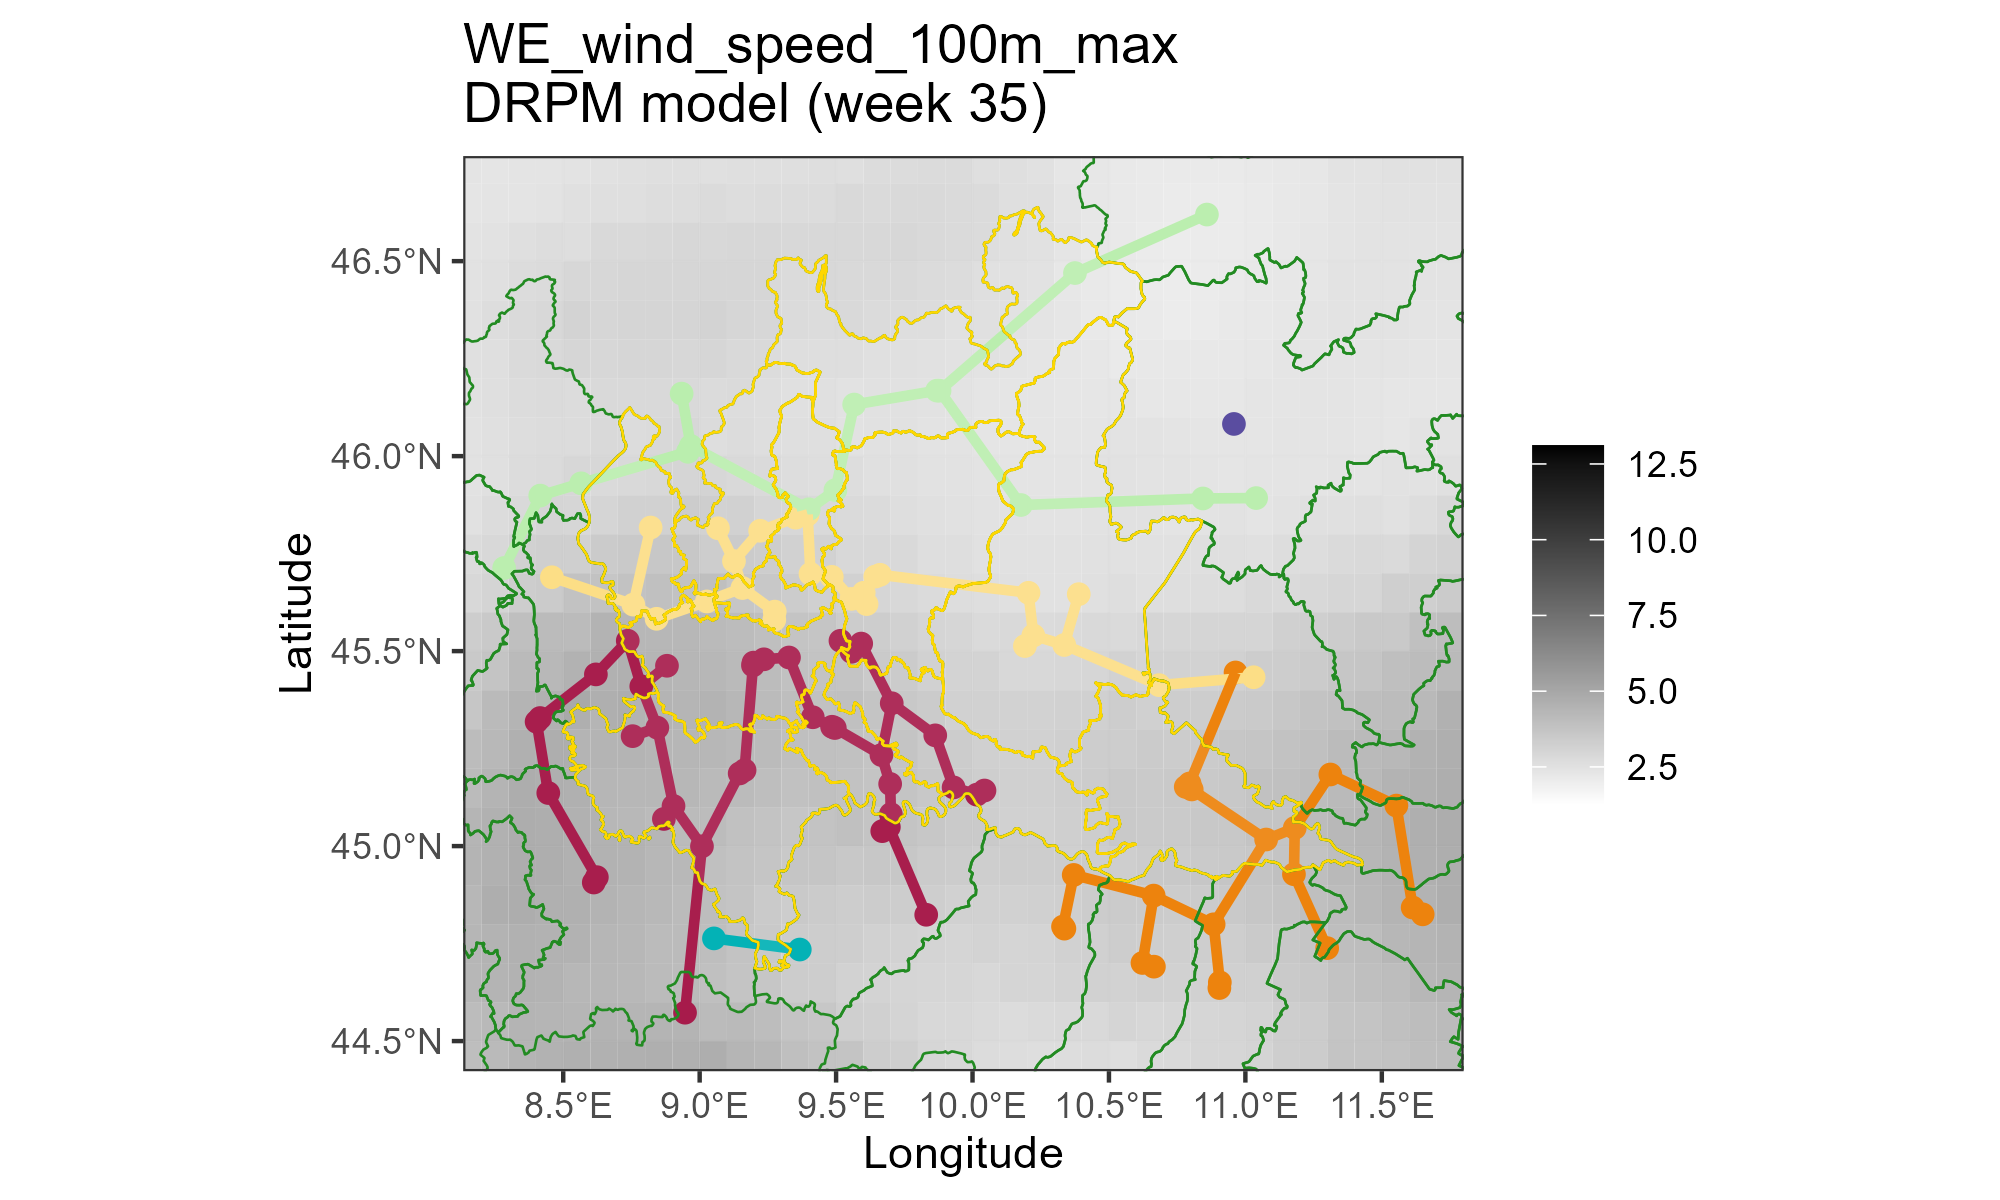 WE_wind_speed_100m_max
DRPM model (week 35)
Latitude
46.5°N
46.0°N
45.5°N
45.0°N
44.5°N
8.5°E
9.0°E
9.5°E
10.0°E
10.5°E
11.0°E
11.5°E
Longitude
12.5
10.0
7.5
5.0
2.5